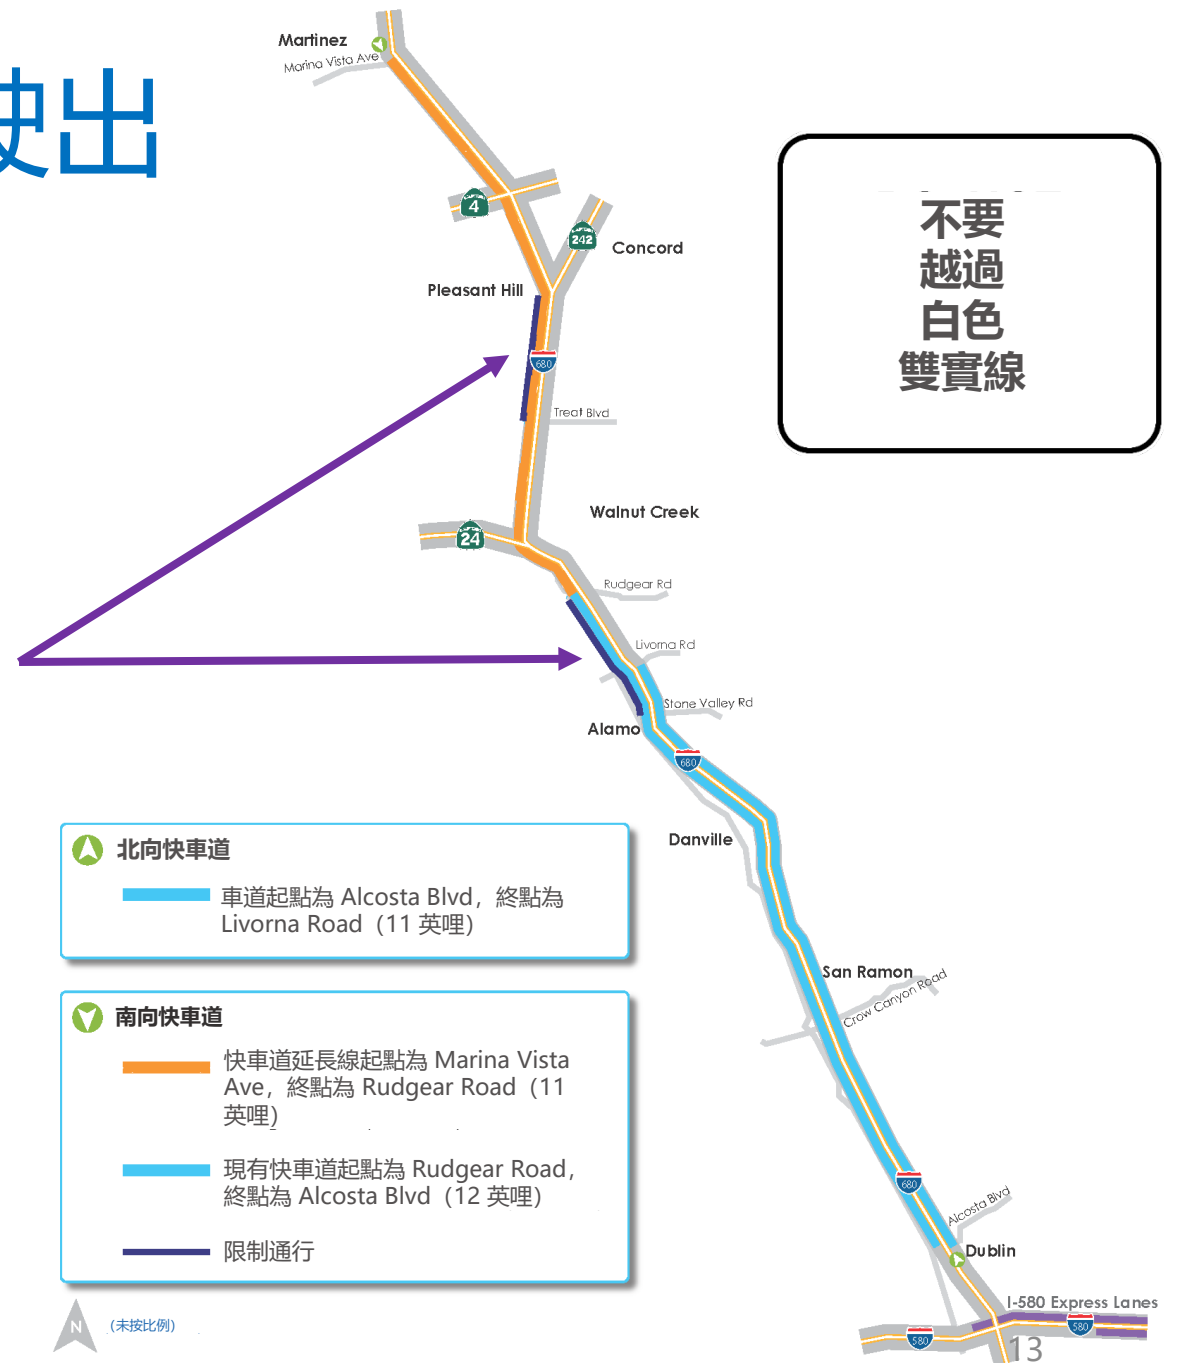 駛出
Martinez
Marina Vista Ave
4
242
Concord
不要
越過
白色
雙實線
Pleasant Hill
680
Treat Blvd
Walnut Creek
24
Rudgear Rd
Livorna Rd
Stone Valley Rd
Alamo
680
Danville
北向快車道
車道起點為 Alcosta Blvd，終點為
Livorna Road（11 英哩）
San Ramon
Crow Canyon Road
南向快車道
快車道延長線起點為 Marina Vista
Ave，終點為 Rudgear Road（11
英哩）
現有快車道起點為 Rudgear Road，
終點為 Alcosta Blvd（12 英哩）
限制通行
680
Alcosta Blvd
Dublin
I-580 Express Lanes
N
（未按比例）
580
580
13